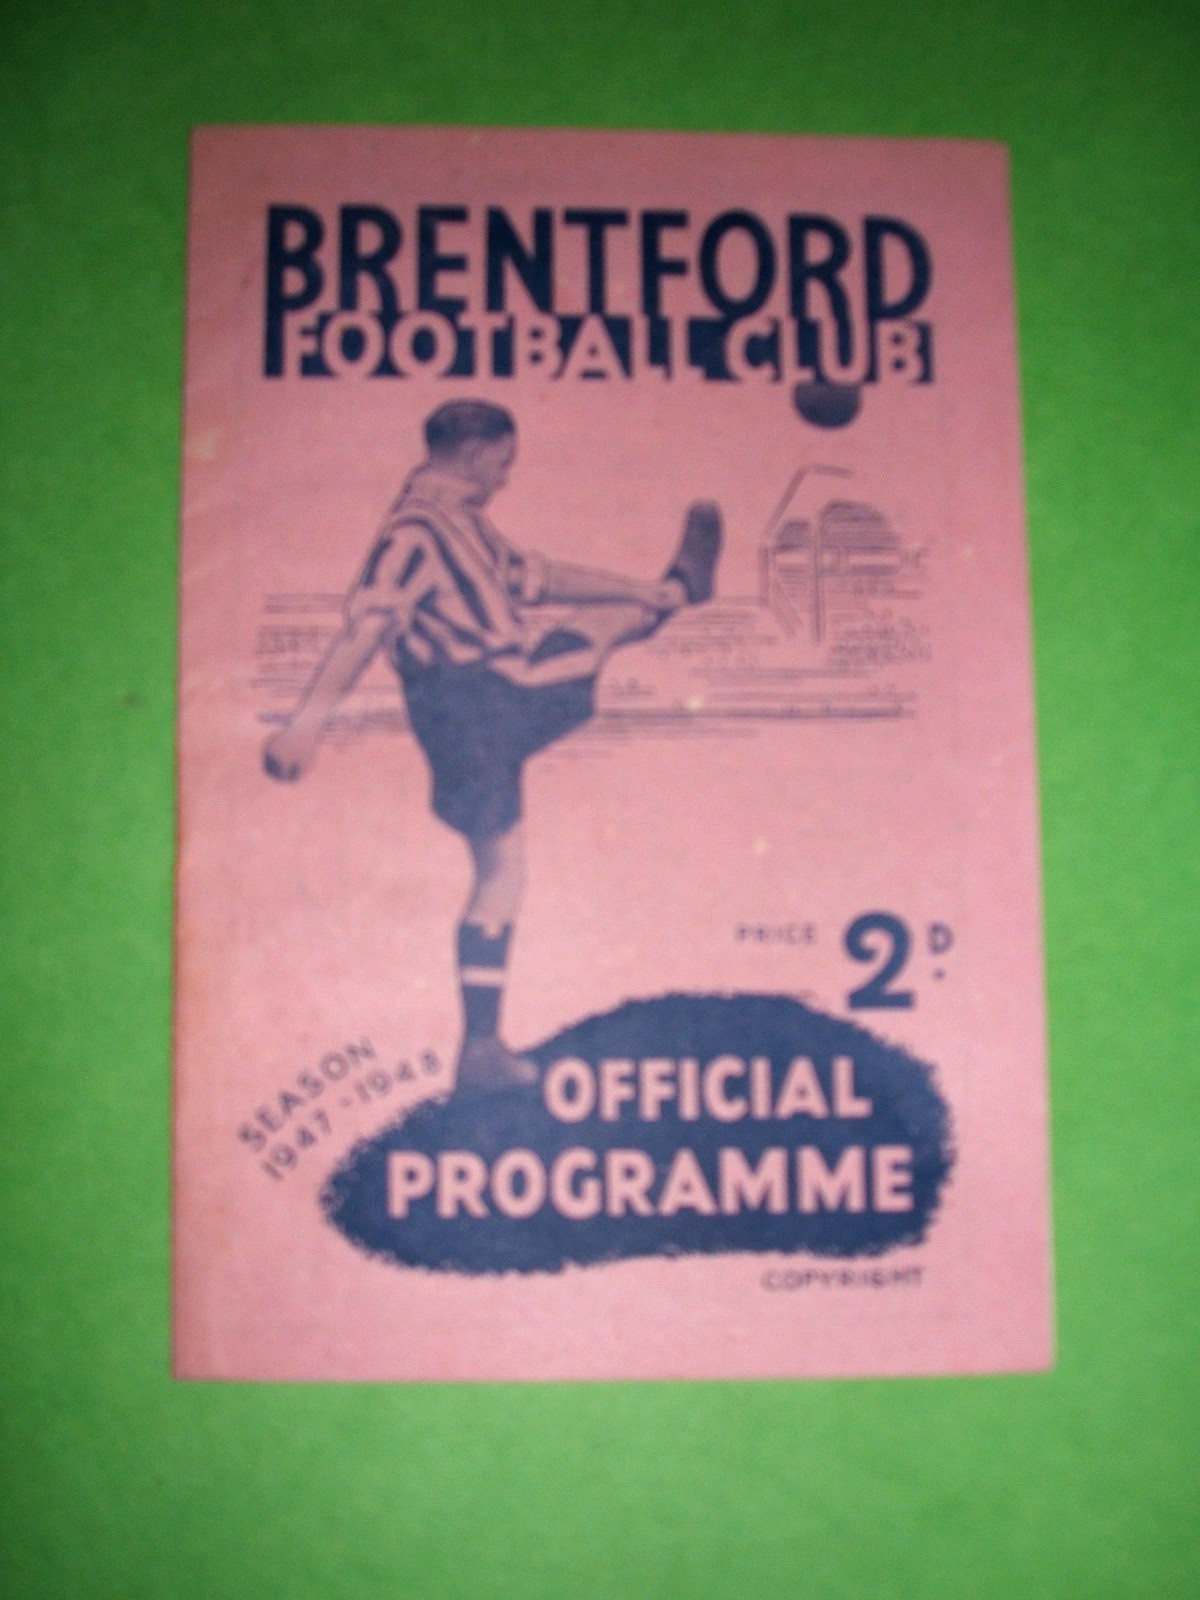 BRENTFORD
FOOTBALL CLUB
PRICE 2D.
SEASON
1947-1948
OFFICIAL
PROGRAMME
COPYRIGHT